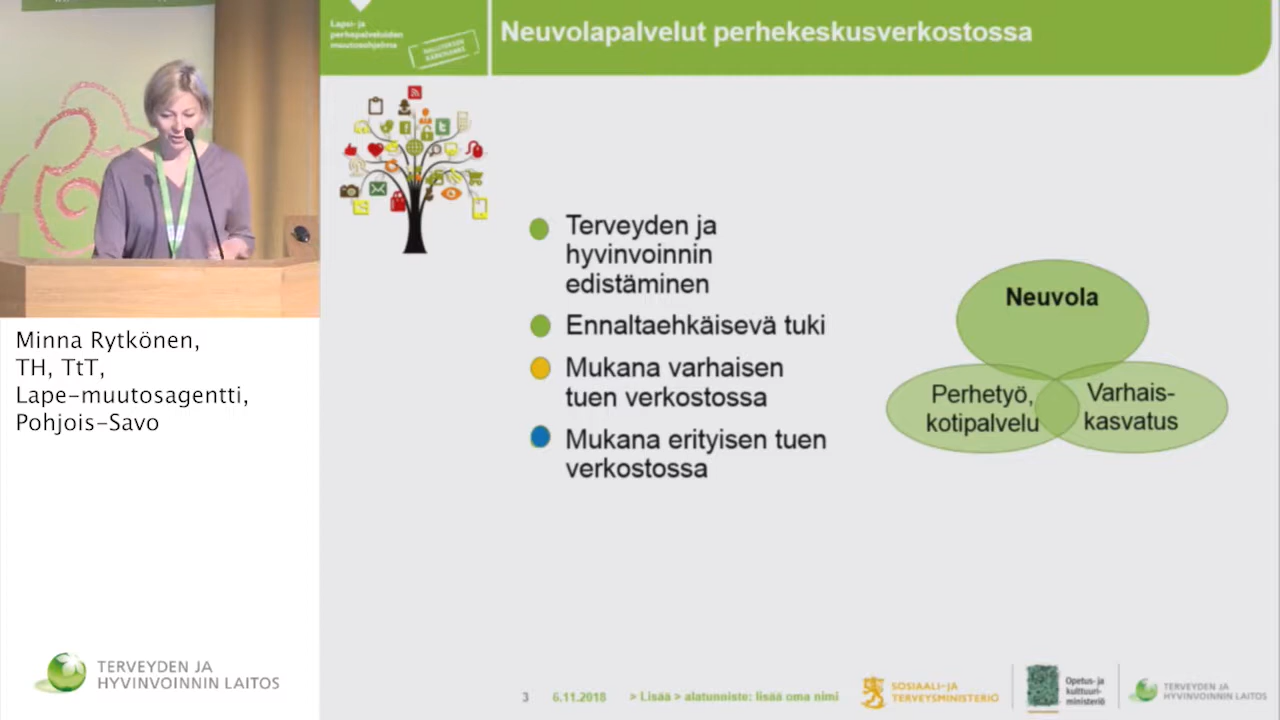 Lapsi- ja
perhepalveluiden
muutosohjelma
HALLITUKSEN
KÄRKIHANKE
Neuvolapalvelut perhekeskusverkostossa
Terveyden ja
hyvinvoinnin
edistäminen
Ennaltaehkäisevä tuki
Mukana varhaisen
tuen verkostossa
Mukana erityisen tuen
verkostossa
Neuvola
Perhetyö,
kotipalvelu
Varhais-
kasvatus
Minna Rytkönen,
TH, TtT,
Lape-muutosagentti,
Pohjois-Savo
TERVEYDEN JA
HYVINVOINNIN LAITOS
3 6.11.2018 > Lisää > alatunniste: lisää oma nimi
SOSIAALI- JA
TERVEYSMINISTERIÖ
Opetus- ja
kulttuuri-
ministeriö
TERVEYDEN JA
HYVINVOINNIN LAITOS